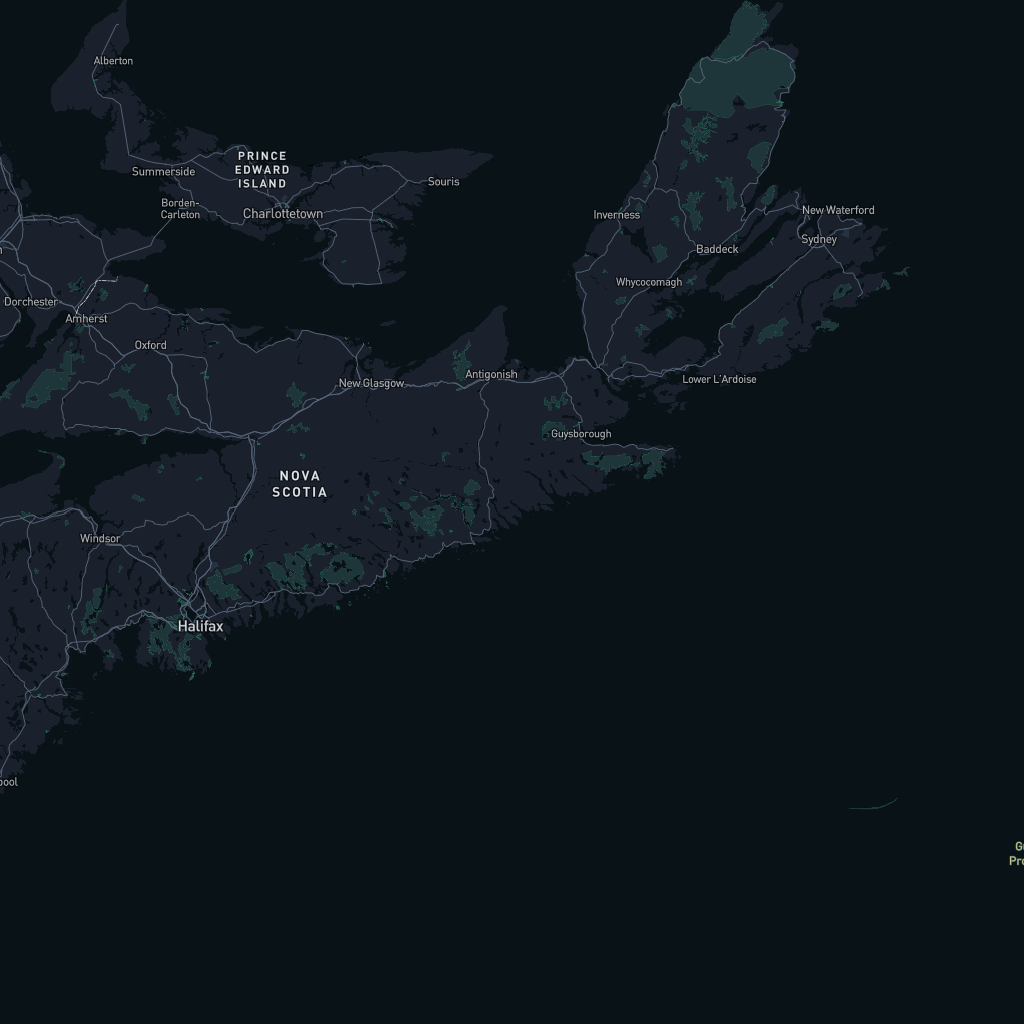 Alberton
PRINCE
EDWARD
ISLAND
Summerside
Souris
Borden-
Carleton
Charlottetown
New Waterford
Inverness
Sydney
Baddeck
Whycocomagh
Dorchester
Amherst
Oxford
Antigonish
New Glasgow
Lower L'Ardoise
Guysborough
NOVA
SCOTIA
Windsor
Halifax
pool